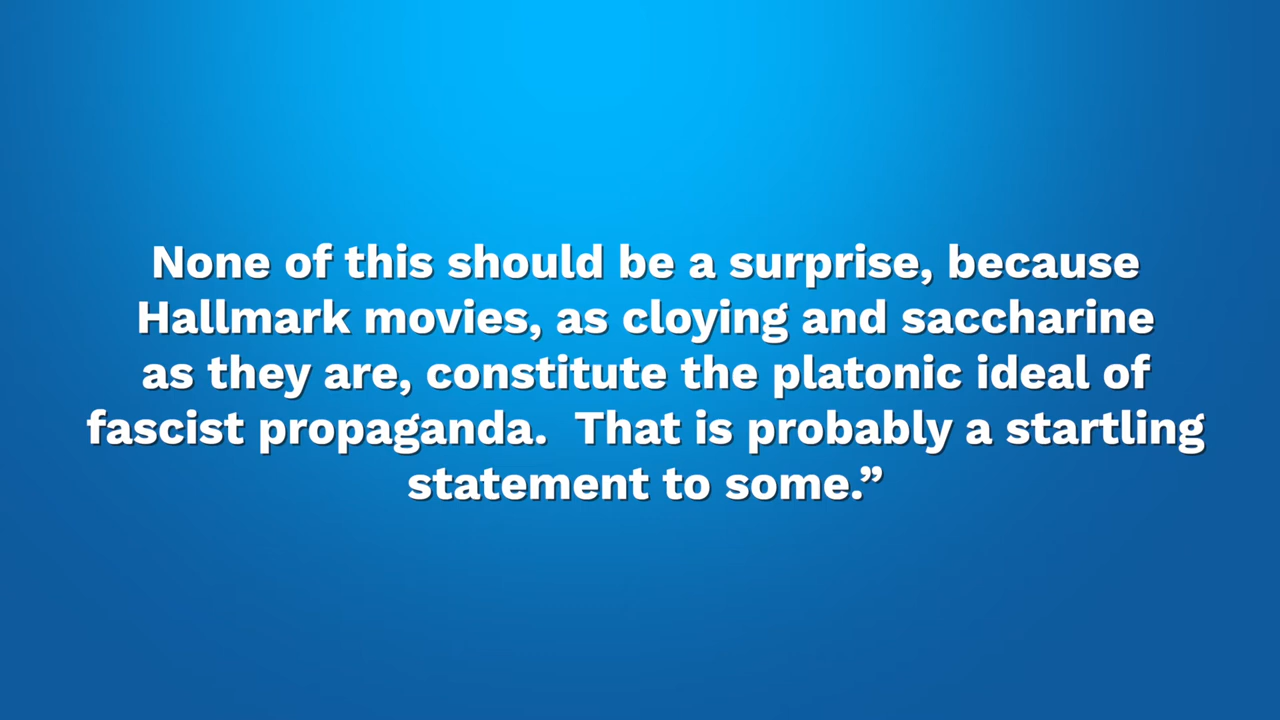 None of this should be a surprise, because
Hallmark movies, as cloying and saccharine
as they are, constitute the platonic ideal of
fascist propaganda.  That is probably a startling
statement to some.”